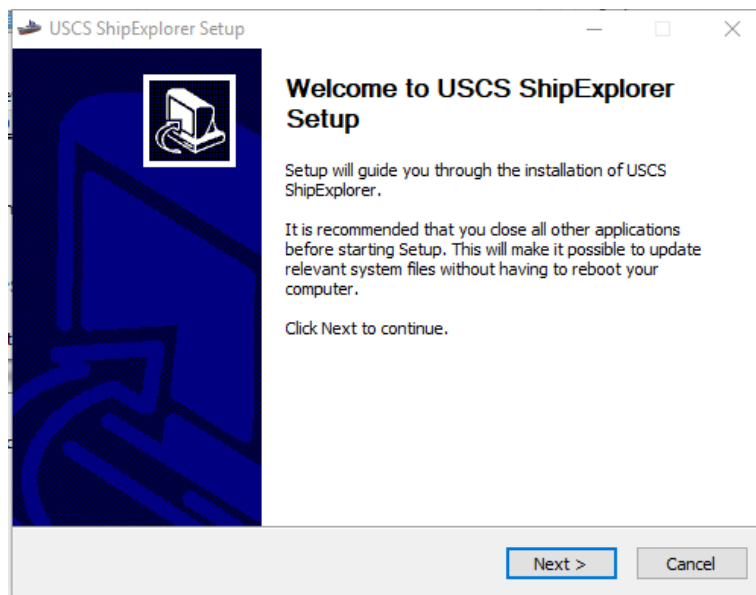 USCS ShipExplorer Setup
Welcome to USCS ShipExplorer
Setup
Setup will guide you through the installation of USCS
ShipExplorer.
It is recommended that you close all other applications
before starting Setup. This will make it possible to update
relevant system files without having to reboot your
computer.
Click Next to continue.
Next >
Cancel